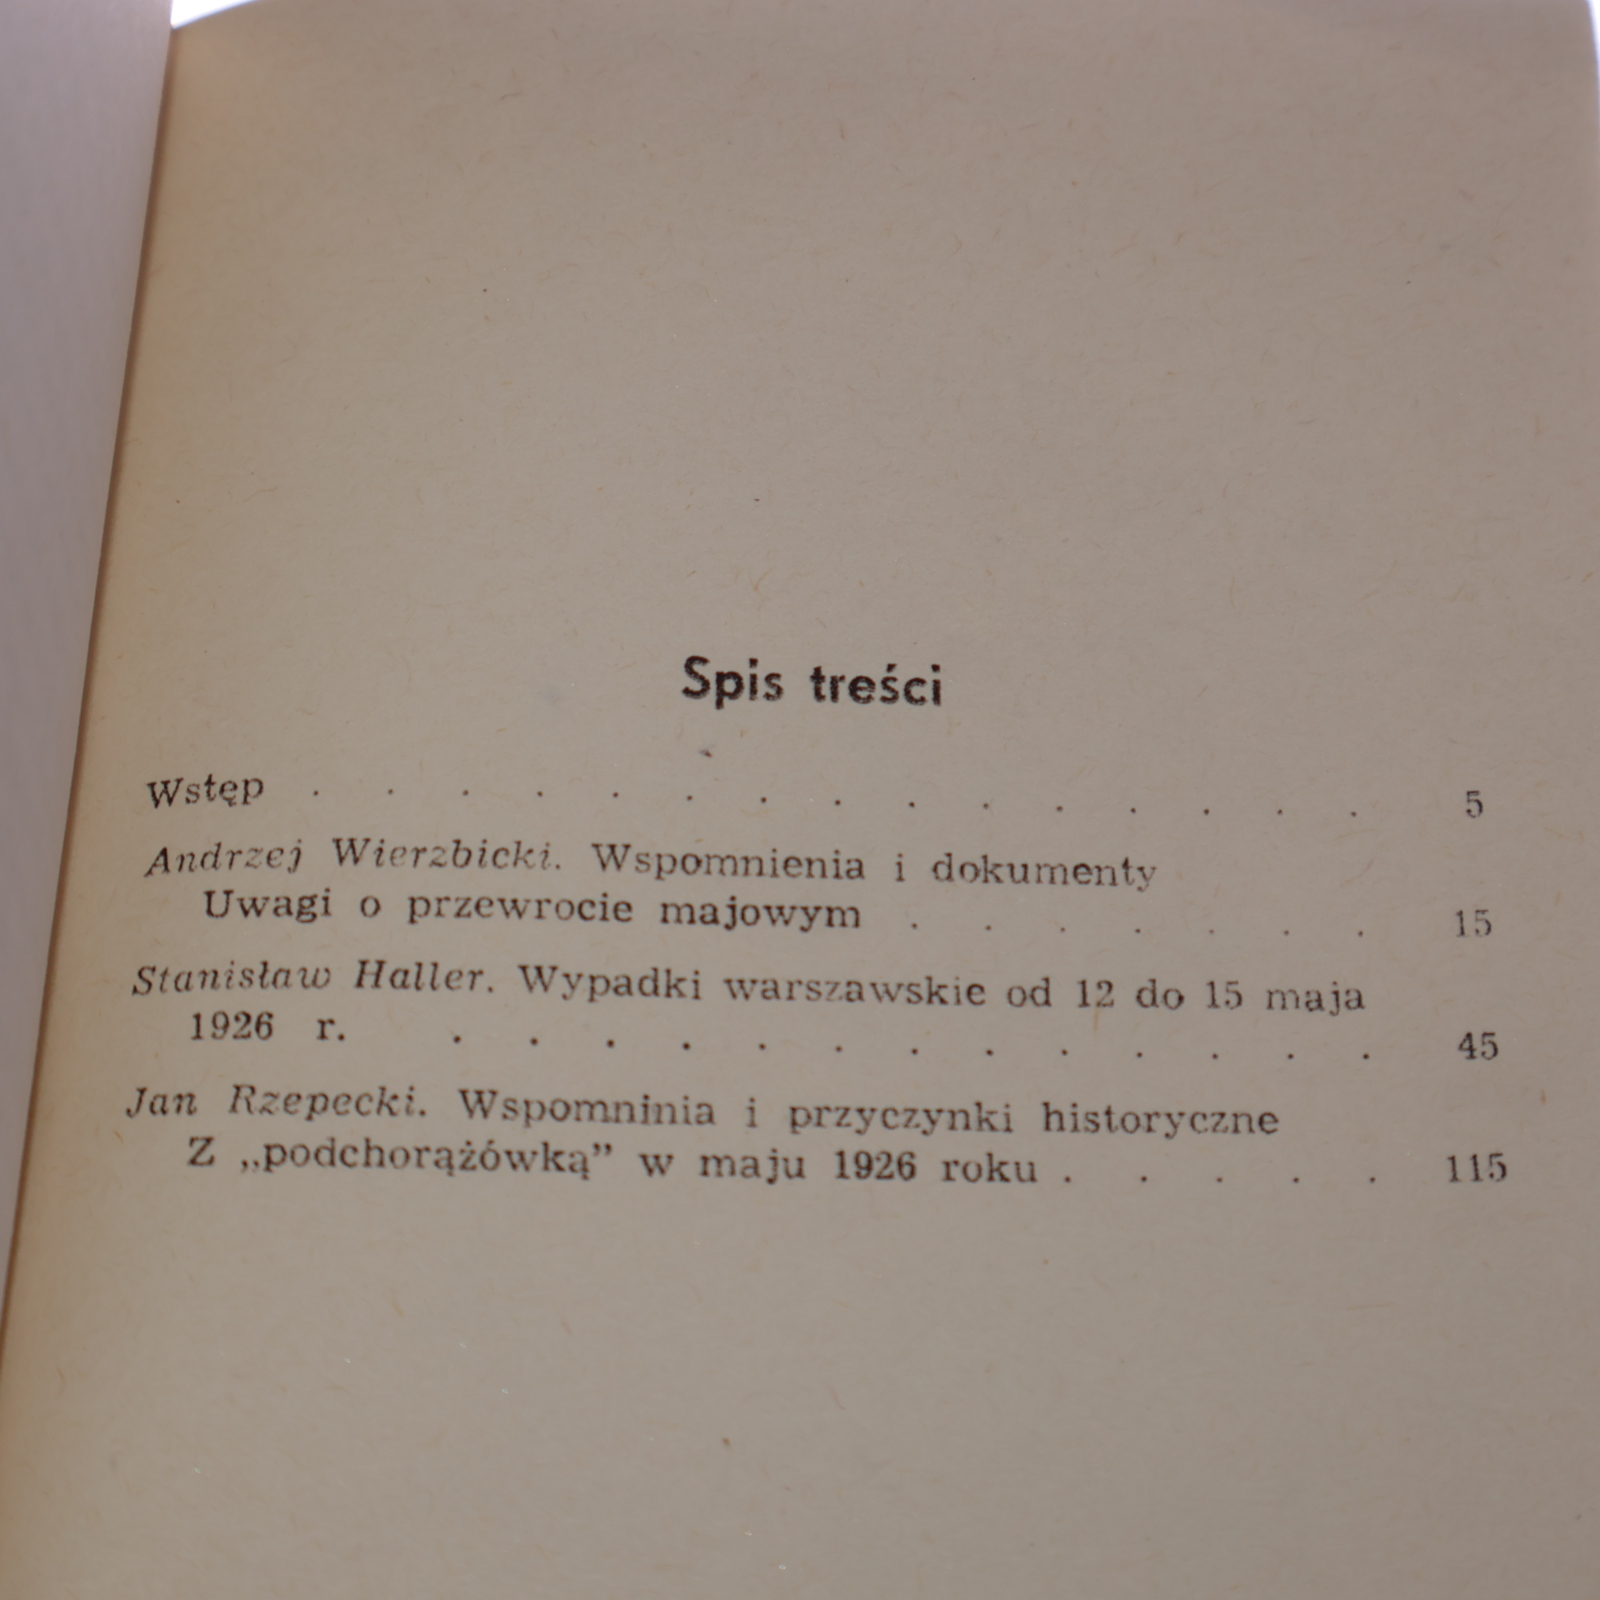 Spis treści
Wstęp . . . . . . . . . . . . . . . 5
Andrzej Wierzbicki. Wspomnienia i dokumenty
Uwagi o przewrocie majowym . . . . . . . 15
Stanisław Haller. Wypadki warszawskie od 12 do 15 maja
1926 r. . . . . . . . . . . . . . 45
Jan Rzepecki. Wspomninia i przyczynki historyczne
Z „podchorążówką” w maju 1926 roku . . . . . 115